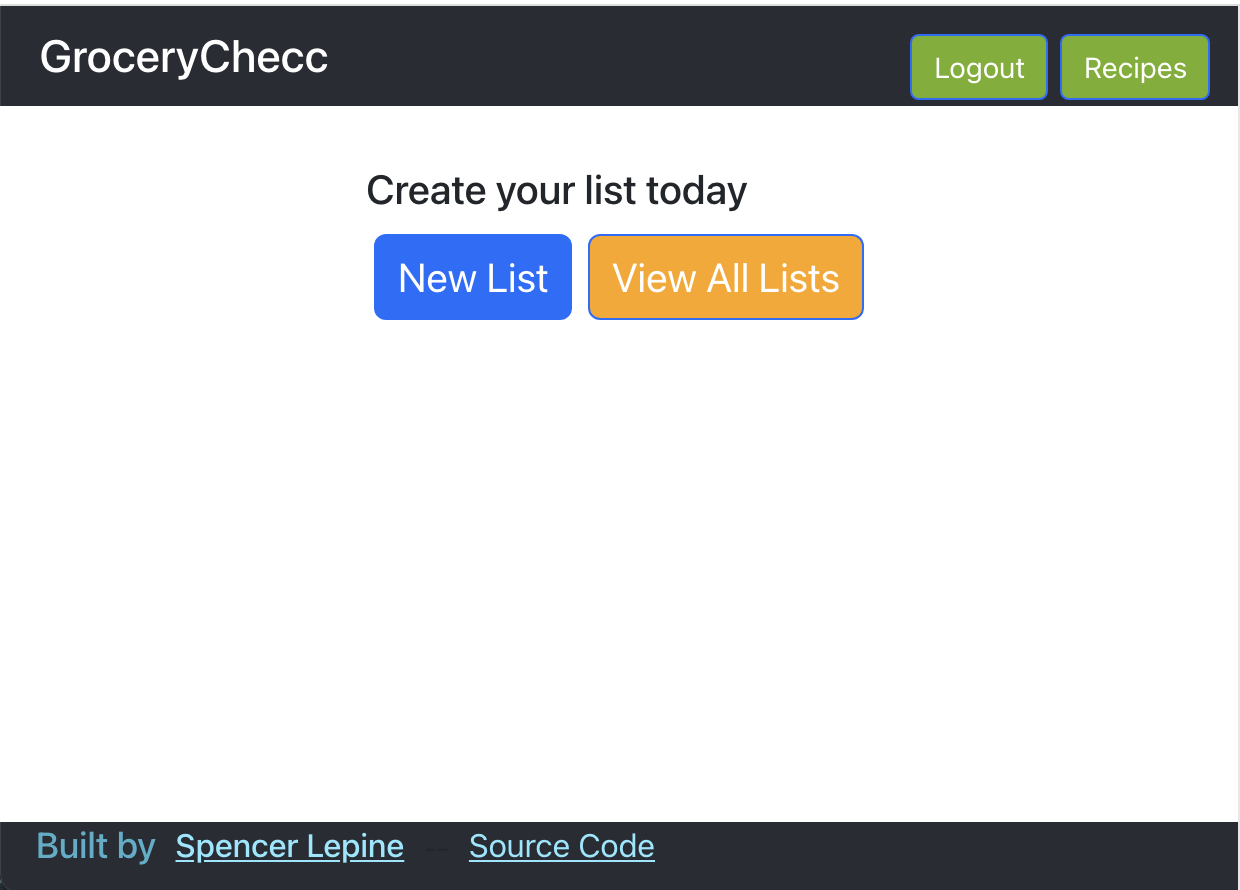 GroceryChecc
Logout Recipes
Create your list today
New List View All Lists
Built by Spencer Lepine -- Source Code